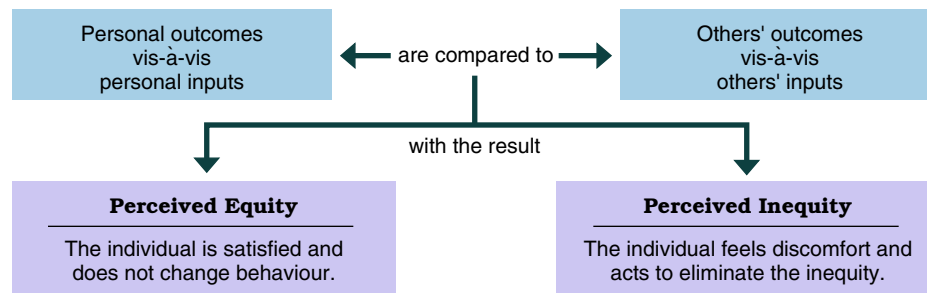 Personal outcomes
vis-à-vis
personal inputs
are compared to
Others' outcomes
vis-à-vis
others' inputs
with the result
Perceived Equity
The individual is satisfied and
does not change behaviour.
Perceived Inequity
The individual feels discomfort and
acts to eliminate the inequity.